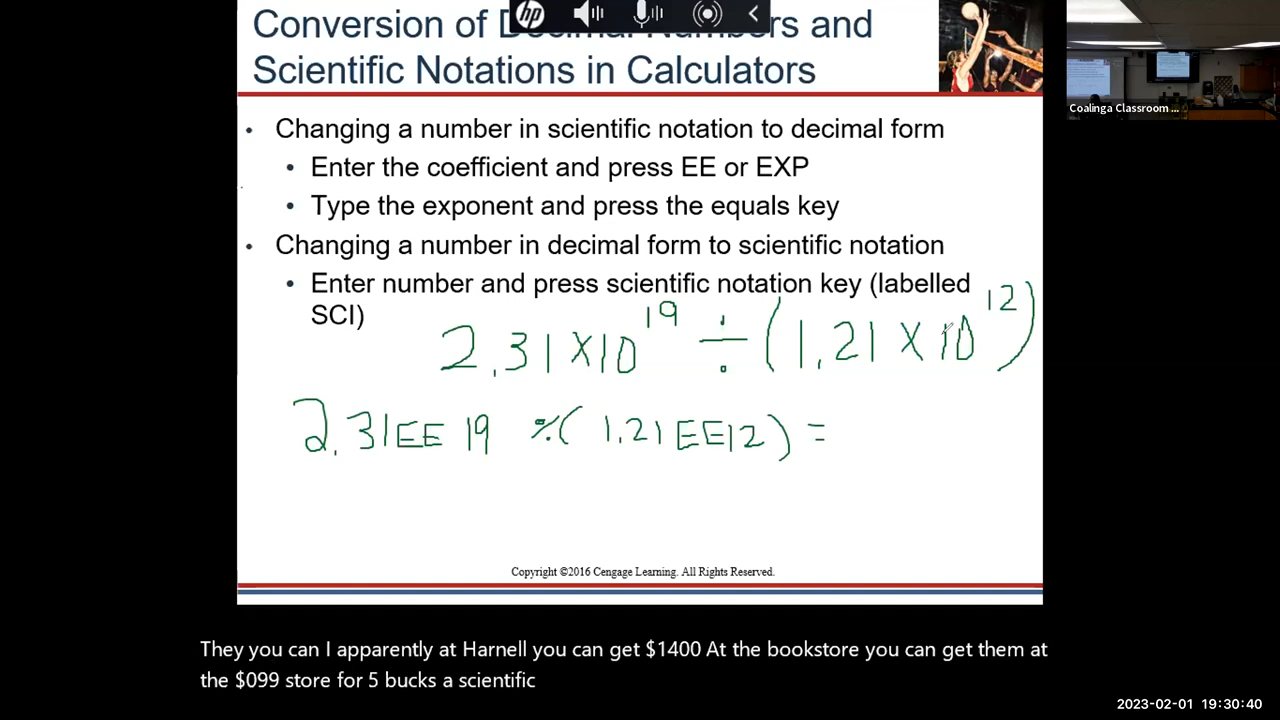 Conversion of Decimal Numbers and
Scientific Notations in Calculators
Coalinga Classroom ...
• Changing a number in scientific notation to decimal form
• Enter the coefficient and press EE or EXP
• Type the exponent and press the equals key
• Changing a number in decimal form to scientific notation
• Enter number and press scientific notation key (labelled
SCI)
2.31 X 10^19 ÷ (1.21 X 10^12)
2.31 EE 19 % ( 1.21 EE12 ) =
Copyright ©2016 Cengage Learning. All Rights Reserved.
They you can I apparently at Harnell you can get $1400 At the bookstore you can get them at
the $099 store for 5 bucks a scientific
2023-02-01 19:30:40